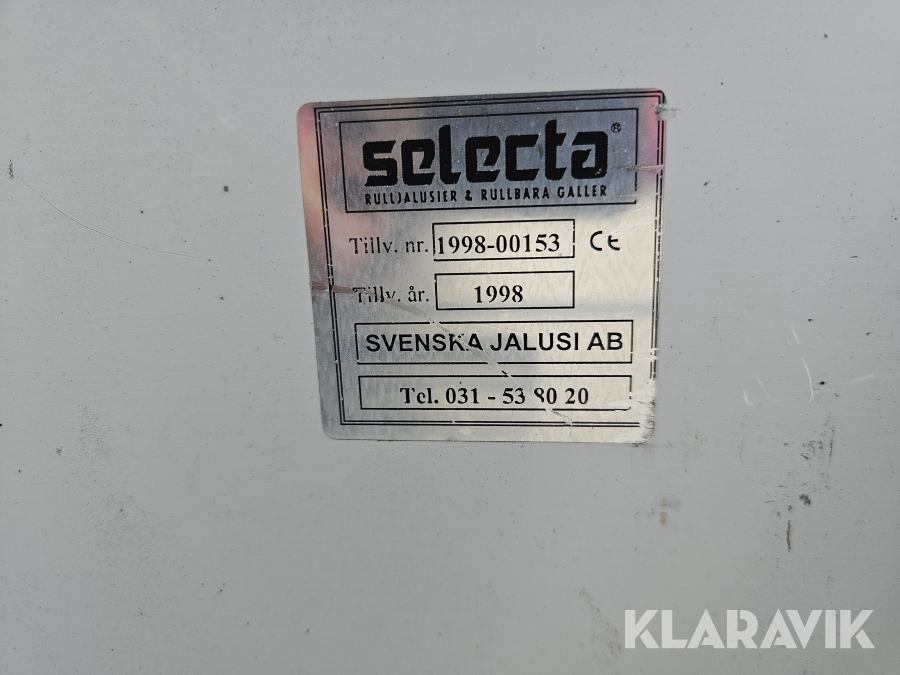 selecta®
RULLJALUSIER & RULLBARA GALLER
Tillv. nr. 1998-00153 CE
Tillv. år. 1998
SVENSKA JALUSI AB
Tel. 031 - 53 80 20
KLARAVIK